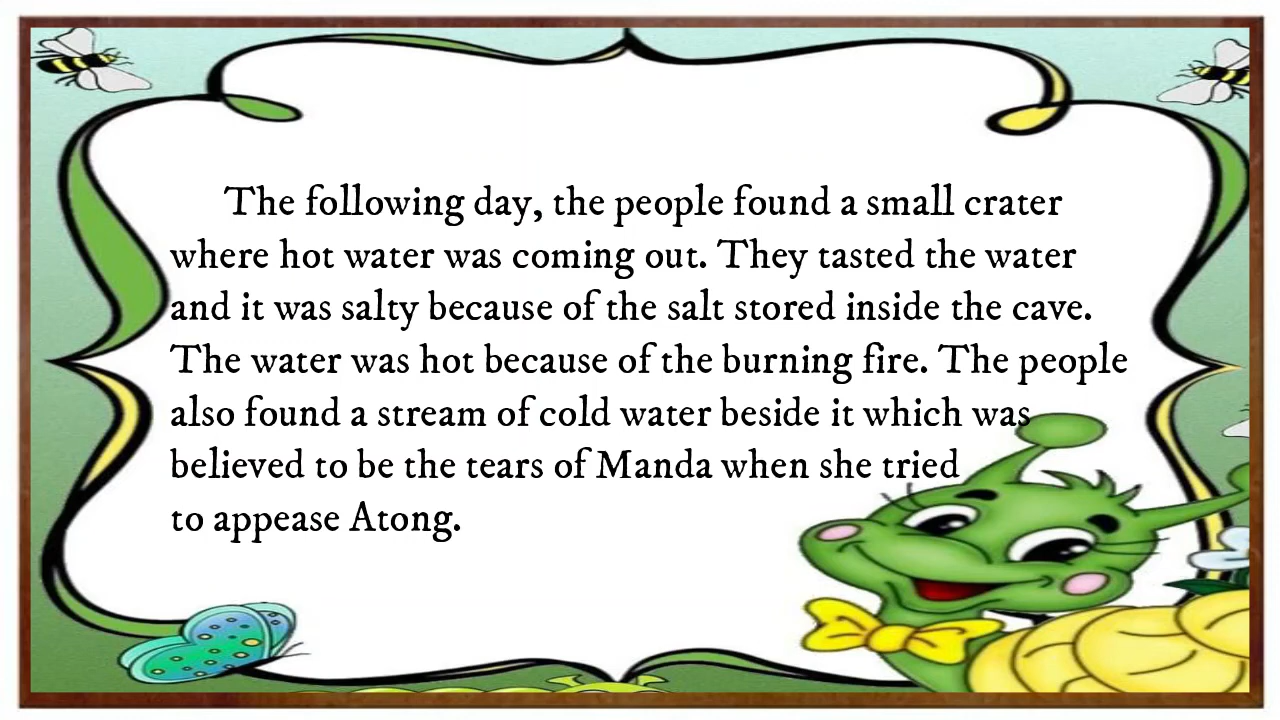 The following day, the people found a small crater
where hot water was coming out. They tasted the water
and it was salty because of the salt stored inside the cave.
The water was hot because of the burning fire. The people
also found a stream of cold water beside it which was
believed to be the tears of Manda when she tried
to appease Atong.